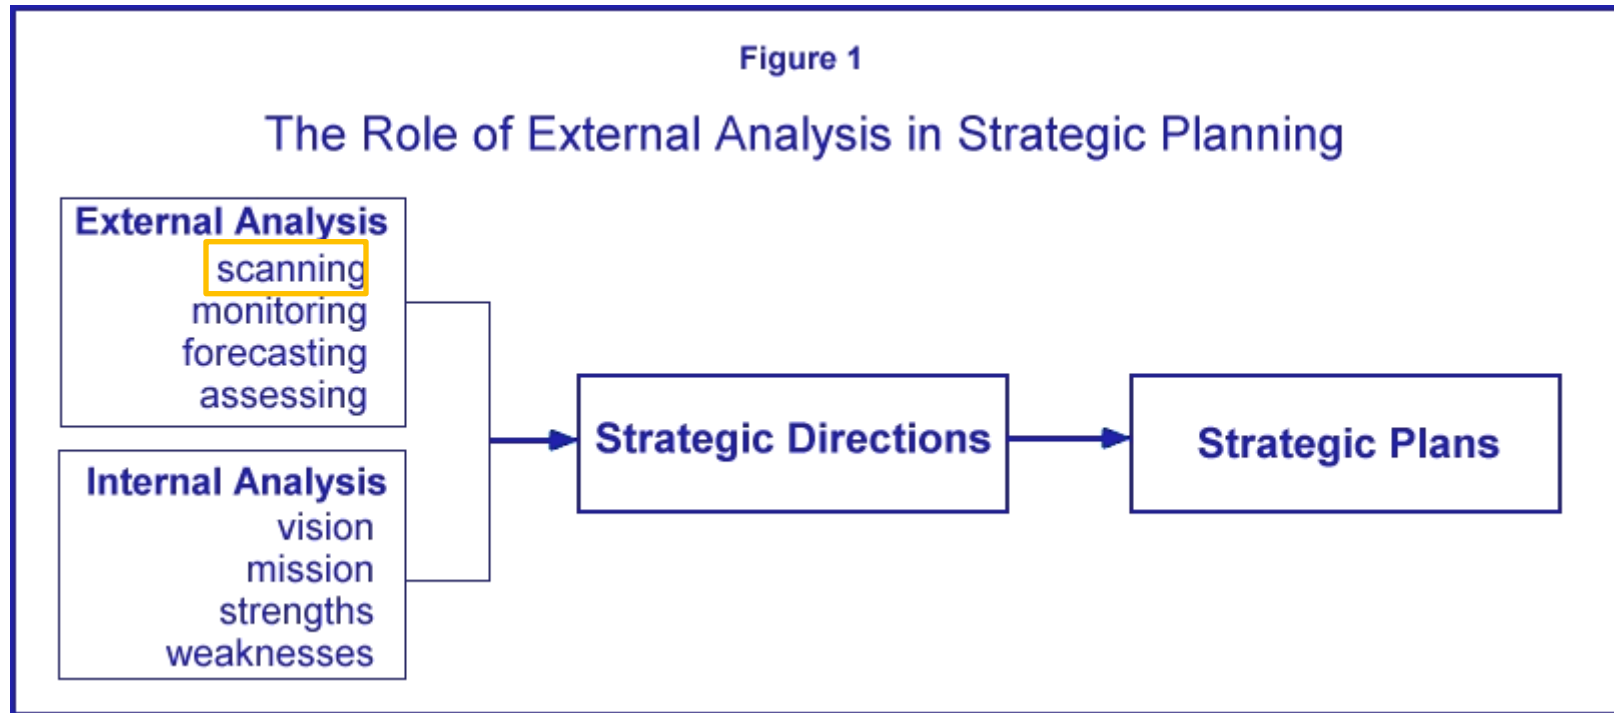 Figure 1
The Role of External Analysis in Strategic Planning
External Analysis
scanning
monitoring
forecasting
assessing
Internal Analysis
vision
mission
strengths
weaknesses
Strategic Directions
Strategic Plans